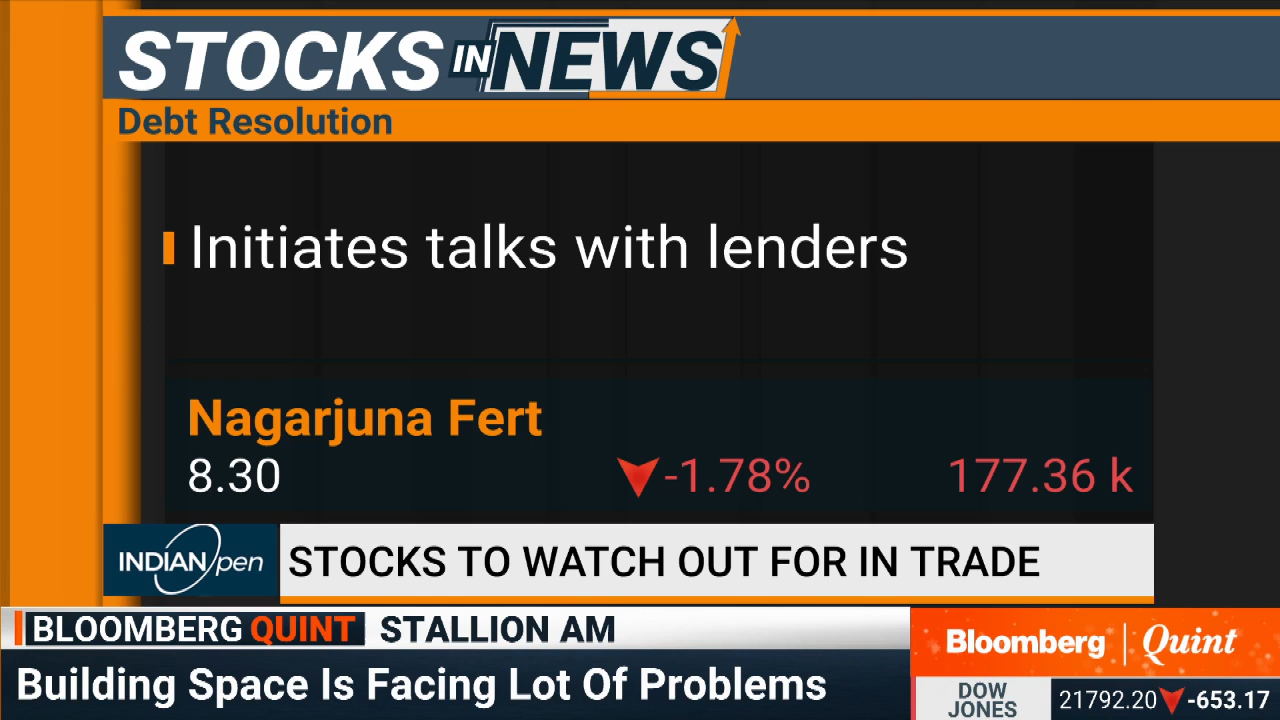 STOCKS IN NEWS
Debt Resolution
Initiates talks with lenders
Nagarjuna Fert
8.30 -1.78% 177.36 k
INDIAN Open STOCKS TO WATCH OUT FOR IN TRADE
BLOOMBERG QUINT STALLION AM
Building Space Is Facing Lot Of Problems
Bloomberg | Quint
DOW JONES 21792.20 -653.17